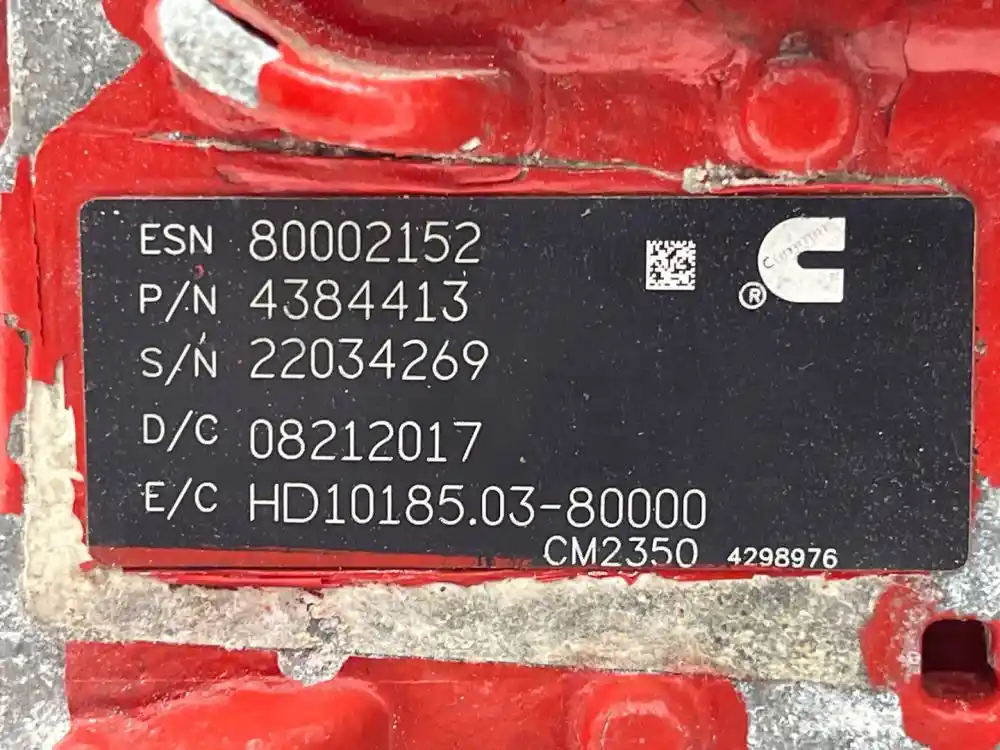 ESN 80002152
P/N 4384413
S/N 22034269
D/C 08212017
E/C HD10185.03-80000
CM2350 4298976
®